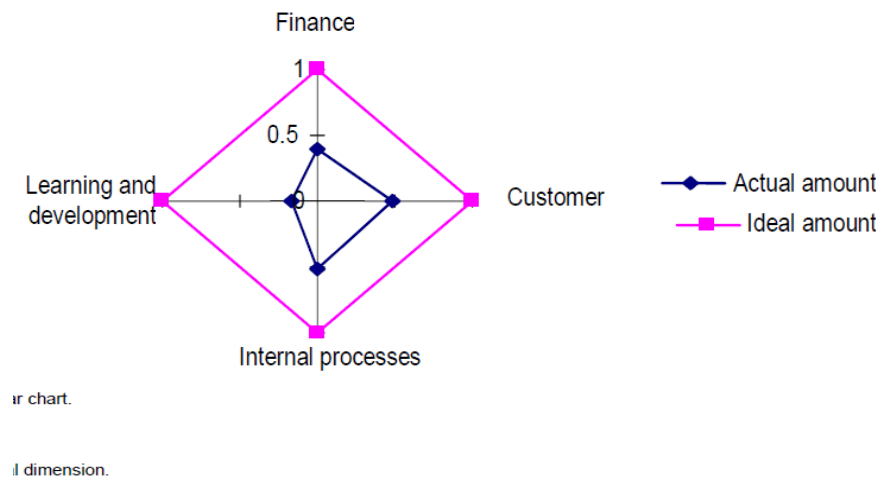 Finance
1
0.5
0
Learning and
development
Customer
Internal processes
Actual amount
Ideal amount
ar chart.
l dimension.